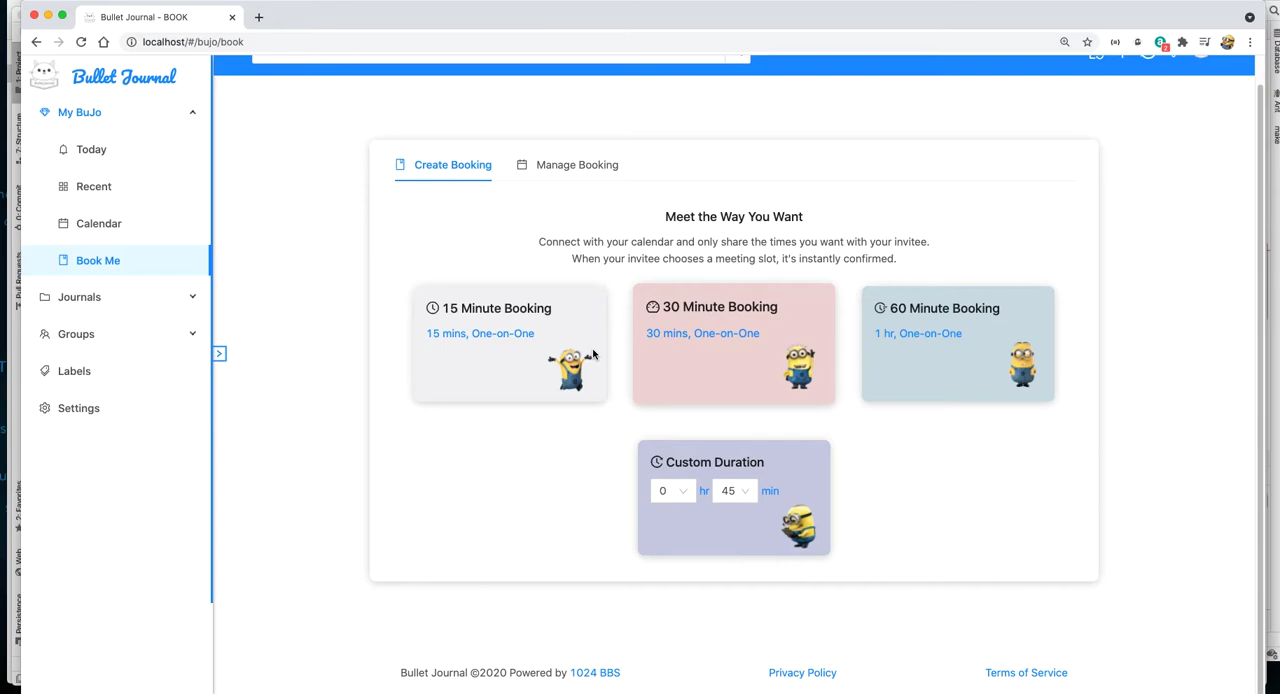 Bullet Journal - BOOK
localhost/#/bujo/book
2
Bullet Journal
My BuJo
Today
Recent
Calendar
Book Me
Journals
Groups
Labels
Settings
Create Booking
Manage Booking
Meet the Way You Want
Connect with your calendar and only share the times you want with your invitee.
When your invitee chooses a meeting slot, it's instantly confirmed.
15 Minute Booking
15 mins, One-on-One
30 Minute Booking
30 mins, One-on-One
60 Minute Booking
1 hr, One-on-One
Custom Duration
0 hr 45 min
Bullet Journal ©2020 Powered by 1024 BBS
Privacy Policy
Terms of Service
Database
Ant
make